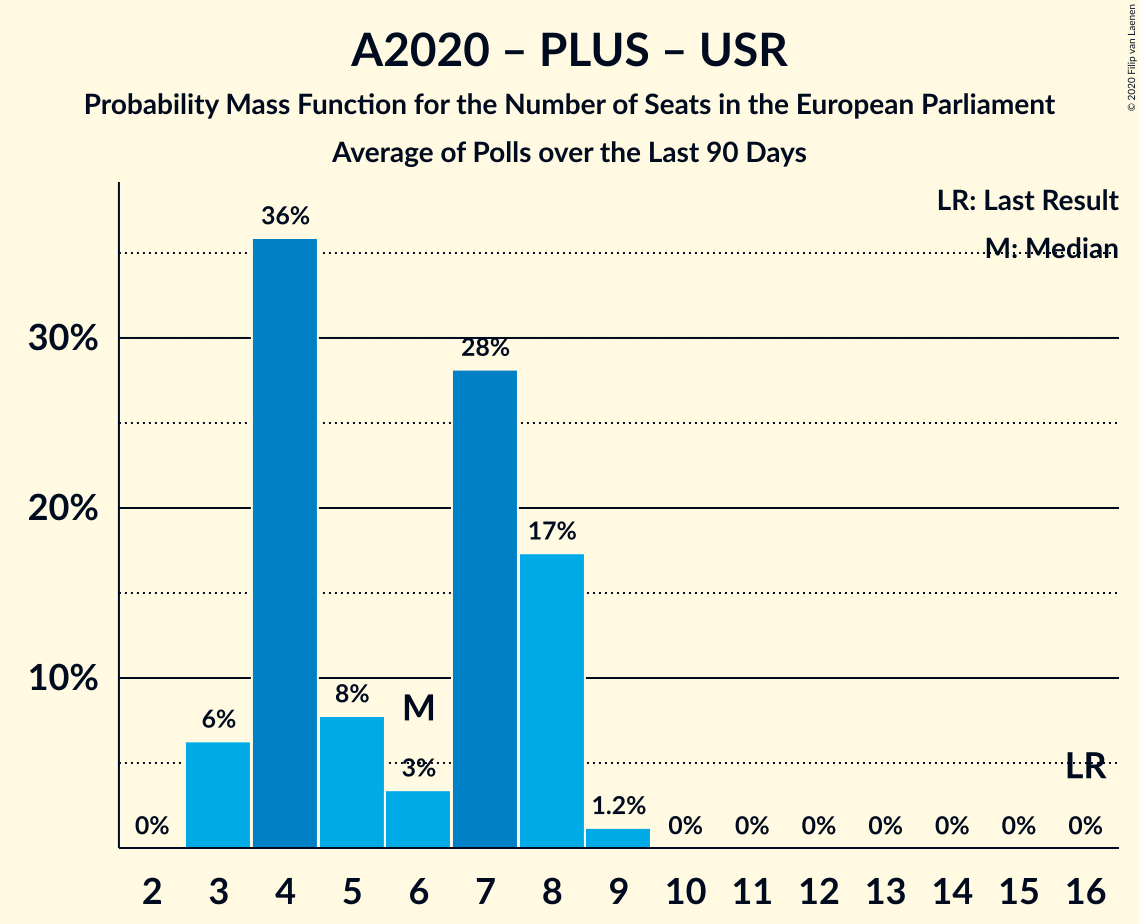 A2020 – PLUS – USR
Probability Mass Function for the Number of Seats in the European Parliament
Average of Polls over the Last 90 Days
© 2020 Filip van Laenen
LR: Last Result
M: Median
30%
20%
10%
0%
6%
36%
8%
M
3%
28%
17%
1.2%
0%
0%
0%
0%
0%
0%
LR
0%
2 3 4 5 6 7 8 9 10 11 12 13 14 15 16